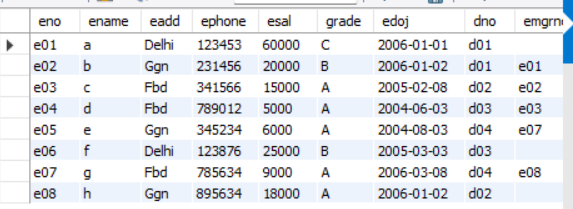 eno ename eadd ephone esal grade edoj dno emgrn
e01 a Delhi 123453 60000 C 2006-01-01 d01
e02 b Ggn 231456 20000 B 2006-01-02 d01 e01
e03 c Fbd 341566 15000 A 2005-02-08 d02 e02
e04 d Fbd 789012 5000 A 2004-06-03 d03 e03
e05 e Ggn 345234 6000 A 2004-08-03 d04 e07
e06 f Delhi 123876 25000 B 2005-03-03 d03
e07 g Fbd 785634 9000 A 2006-03-08 d04 e08
e08 h Ggn 895634 18000 A 2006-01-02 d02